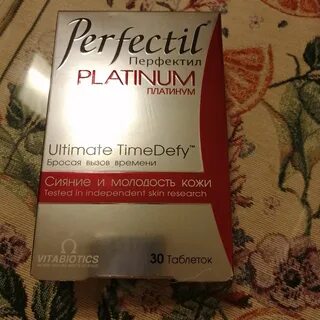 Perfectil
Перфектил
PLATINUM
ПЛАТИНУМ
Ultimate TimeDefy™
Бросая вызов времени
Сияние и молодость кожи
Tested in independent skin research
VITABIOTICS
30 Таблеток